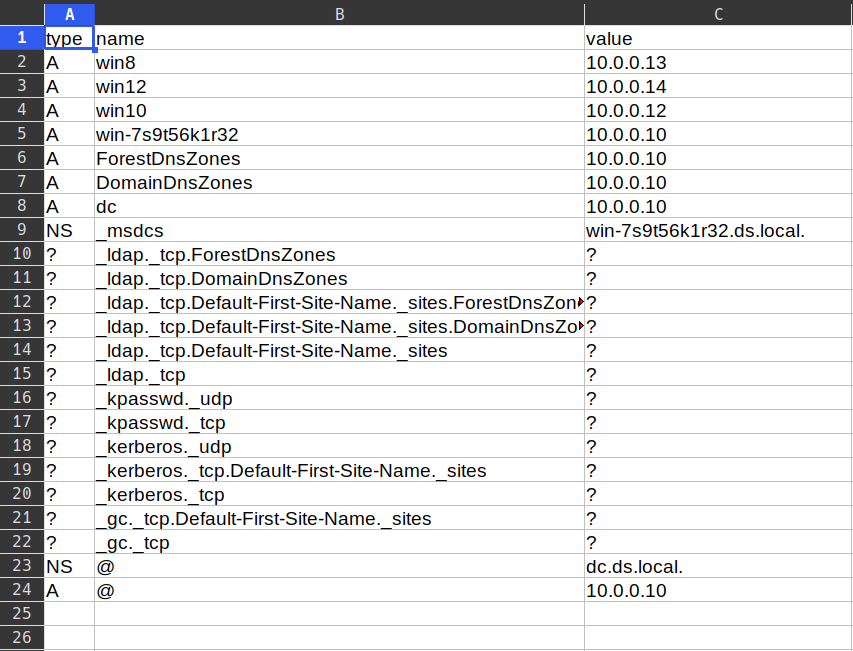 A B C
1 type name value
2 A win8 10.0.0.13
3 A win12 10.0.0.14
4 A win10 10.0.0.12
5 A win-7s9t56k1r32 10.0.0.10
6 A ForestDnsZones 10.0.0.10
7 A DomainDnsZones 10.0.0.10
8 A dc 10.0.0.10
9 NS _msdcs win-7s9t56k1r32.ds.local.
10 ? _ldap._tcp.ForestDnsZones ?
11 ? _ldap._tcp.DomainDnsZones ?
12 ? _ldap._tcp.Default-First-Site-Name._sites.ForestDnsZon ?
13 ? _ldap._tcp.Default-First-Site-Name._sites.DomainDnsZo ?
14 ? _ldap._tcp.Default-First-Site-Name._sites ?
15 ? _ldap._tcp ?
16 ? _kpasswd._udp ?
17 ? _kpasswd._tcp ?
18 ? _kerberos._udp ?
19 ? _kerberos._tcp.Default-First-Site-Name._sites ?
20 ? _kerberos._tcp ?
21 ? _gc._tcp.Default-First-Site-Name._sites ?
22 ? _gc._tcp ?
23 NS @ dc.ds.local.
24 A @ 10.0.0.10
25
26